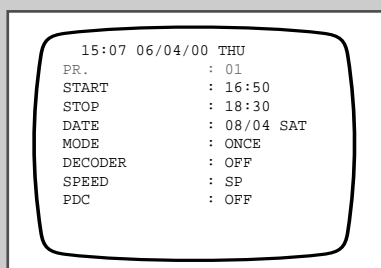 15:07 06/04/00 THU
PR. : 01
START : 16:50
STOP : 18:30
DATE : 08/04 SAT
MODE : ONCE
DECODER : OFF
SPEED : SP
PDC : OFF